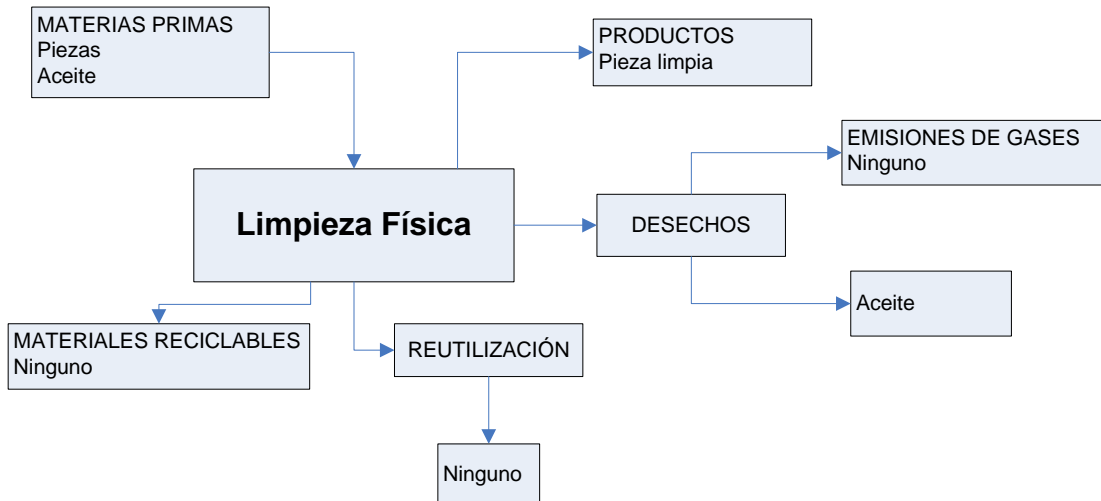 MATERIAS PRIMAS
Piezas
Aceite
PRODUCTOS
Pieza limpia
EMISIONES DE GASES
Ninguno
Limpieza Física
DESECHOS
Aceite
MATERIALES RECICLABLES
Ninguno
REUTILIZACIÓN
Ninguno